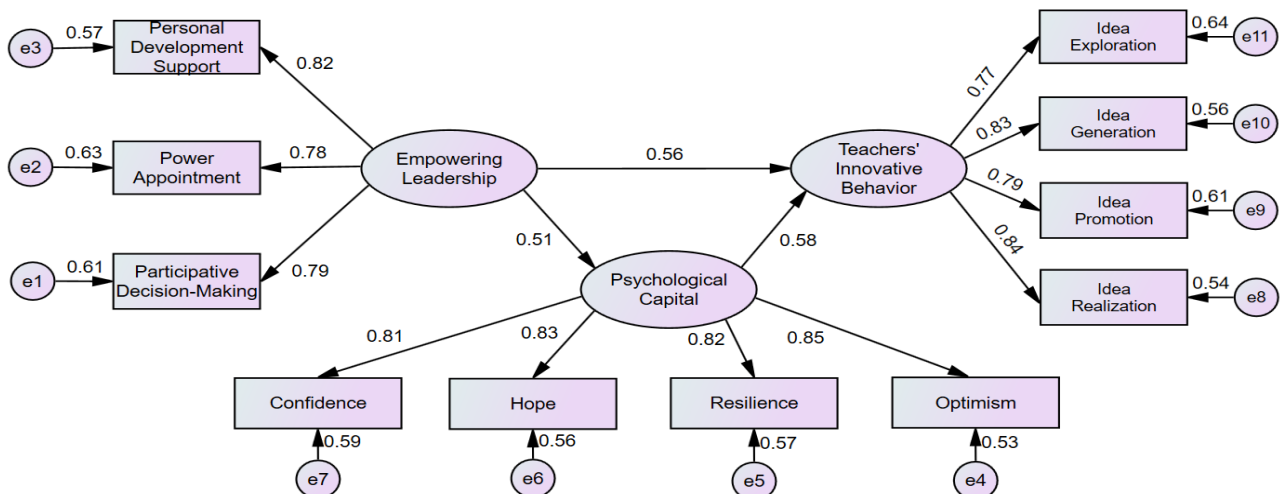 e3
0.57
Personal
Development
Support
0.82
e2
0.63
Power
Appointment
0.78
e1
0.61
Participative
Decision-Making
0.79
Empowering
Leadership
0.56
0.51
Teachers'
Innovative
Behavior
0.58
Psychological
Capital
0.77
Idea
Exploration
0.64
e11
0.83
Idea
Generation
0.56
e10
0.79
Idea
Promotion
0.61
e9
0.84
Idea
Realization
0.54
e8
0.81
0.83
0.82
0.85
Confidence
Hope
Resilience
Optimism
0.59
0.56
0.57
0.53
e7
e6
e5
e4